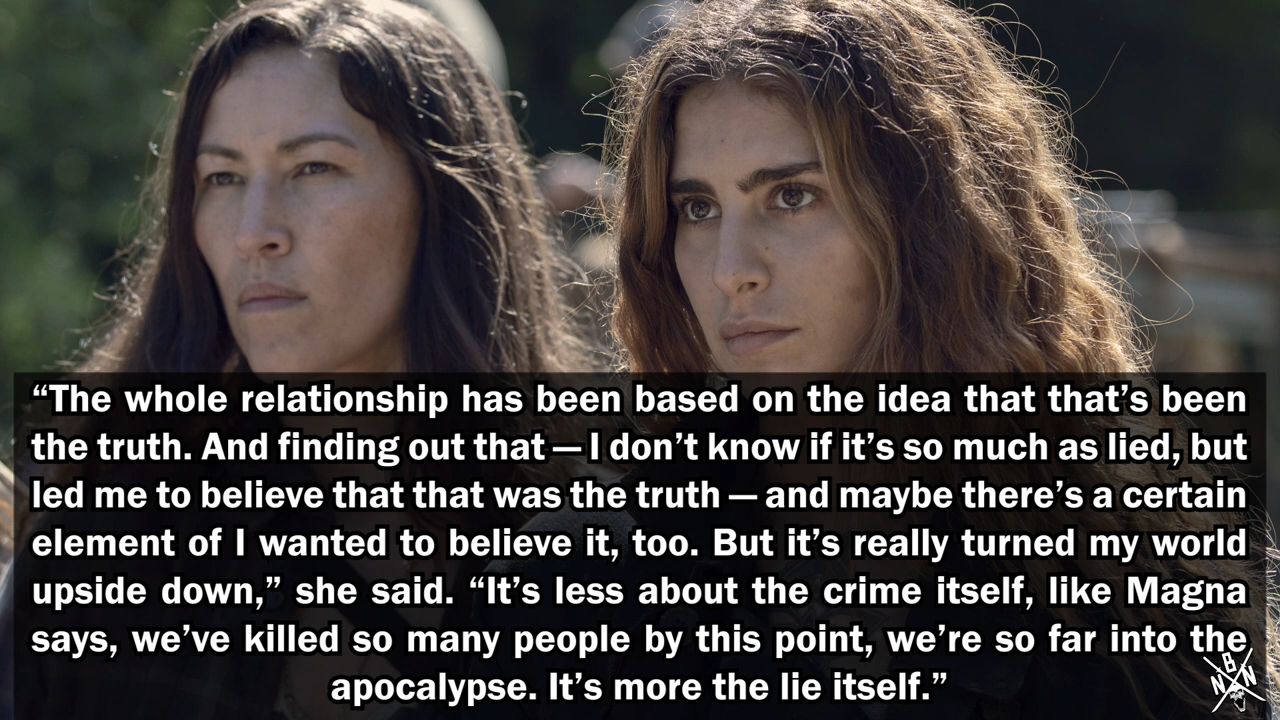 “The whole relationship has been based on the idea that that’s been
the truth. And finding out that — I don’t know if it’s so much as lied, but
led me to believe that that was the truth — and maybe there’s a certain
element of I wanted to believe it, too. But it’s really turned my world
upside down,” she said. “It’s less about the crime itself, like Magna
says, we’ve killed so many people by this point, we’re so far into the
apocalypse. It’s more the lie itself.”
B
N N